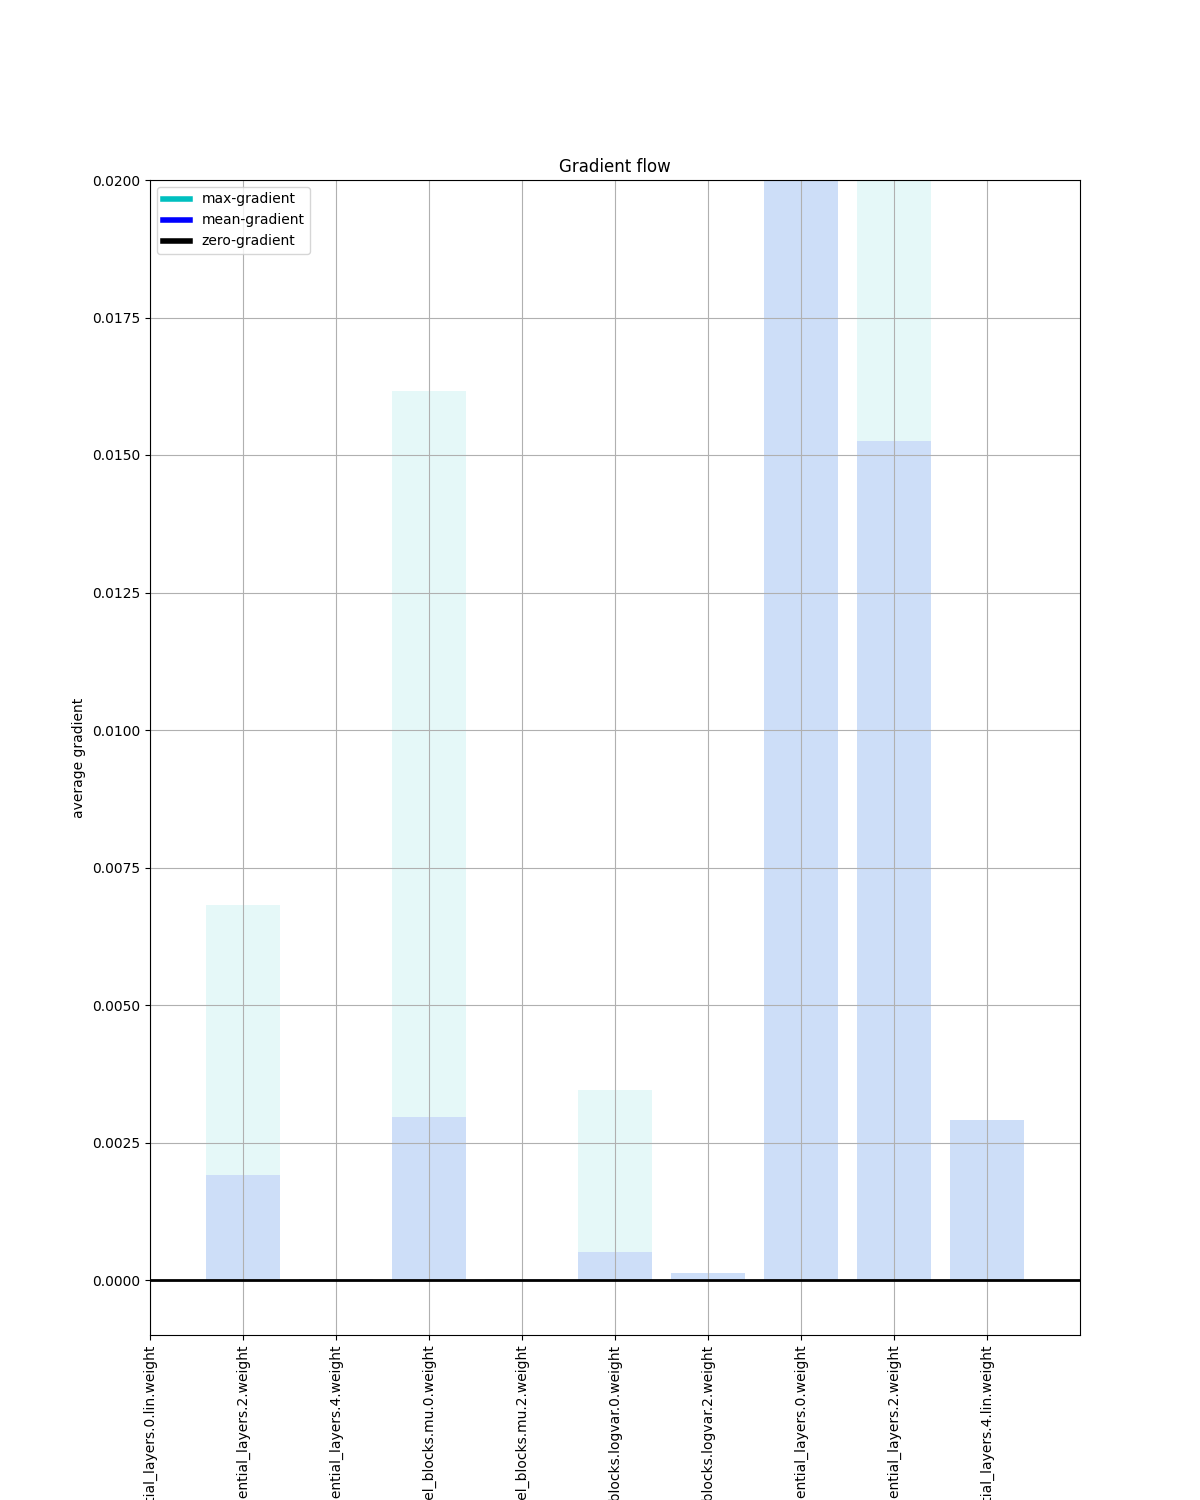 Gradient flow
max-gradient
mean-gradient
zero-gradient
0.0200
0.0175
0.0150
0.0125
0.0100
0.0075
0.0050
0.0025
0.0000
average gradient
tial_layers.0.lin.weight
ential_layers.2.weight
ential_layers.4.weight
el_blocks.mu.0.weight
el_blocks.mu.2.weight
blocks.logvar.0.weight
blocks.logvar.2.weight
ential_layers.0.weight
ential_layers.2.weight
tial_layers.4.lin.weight